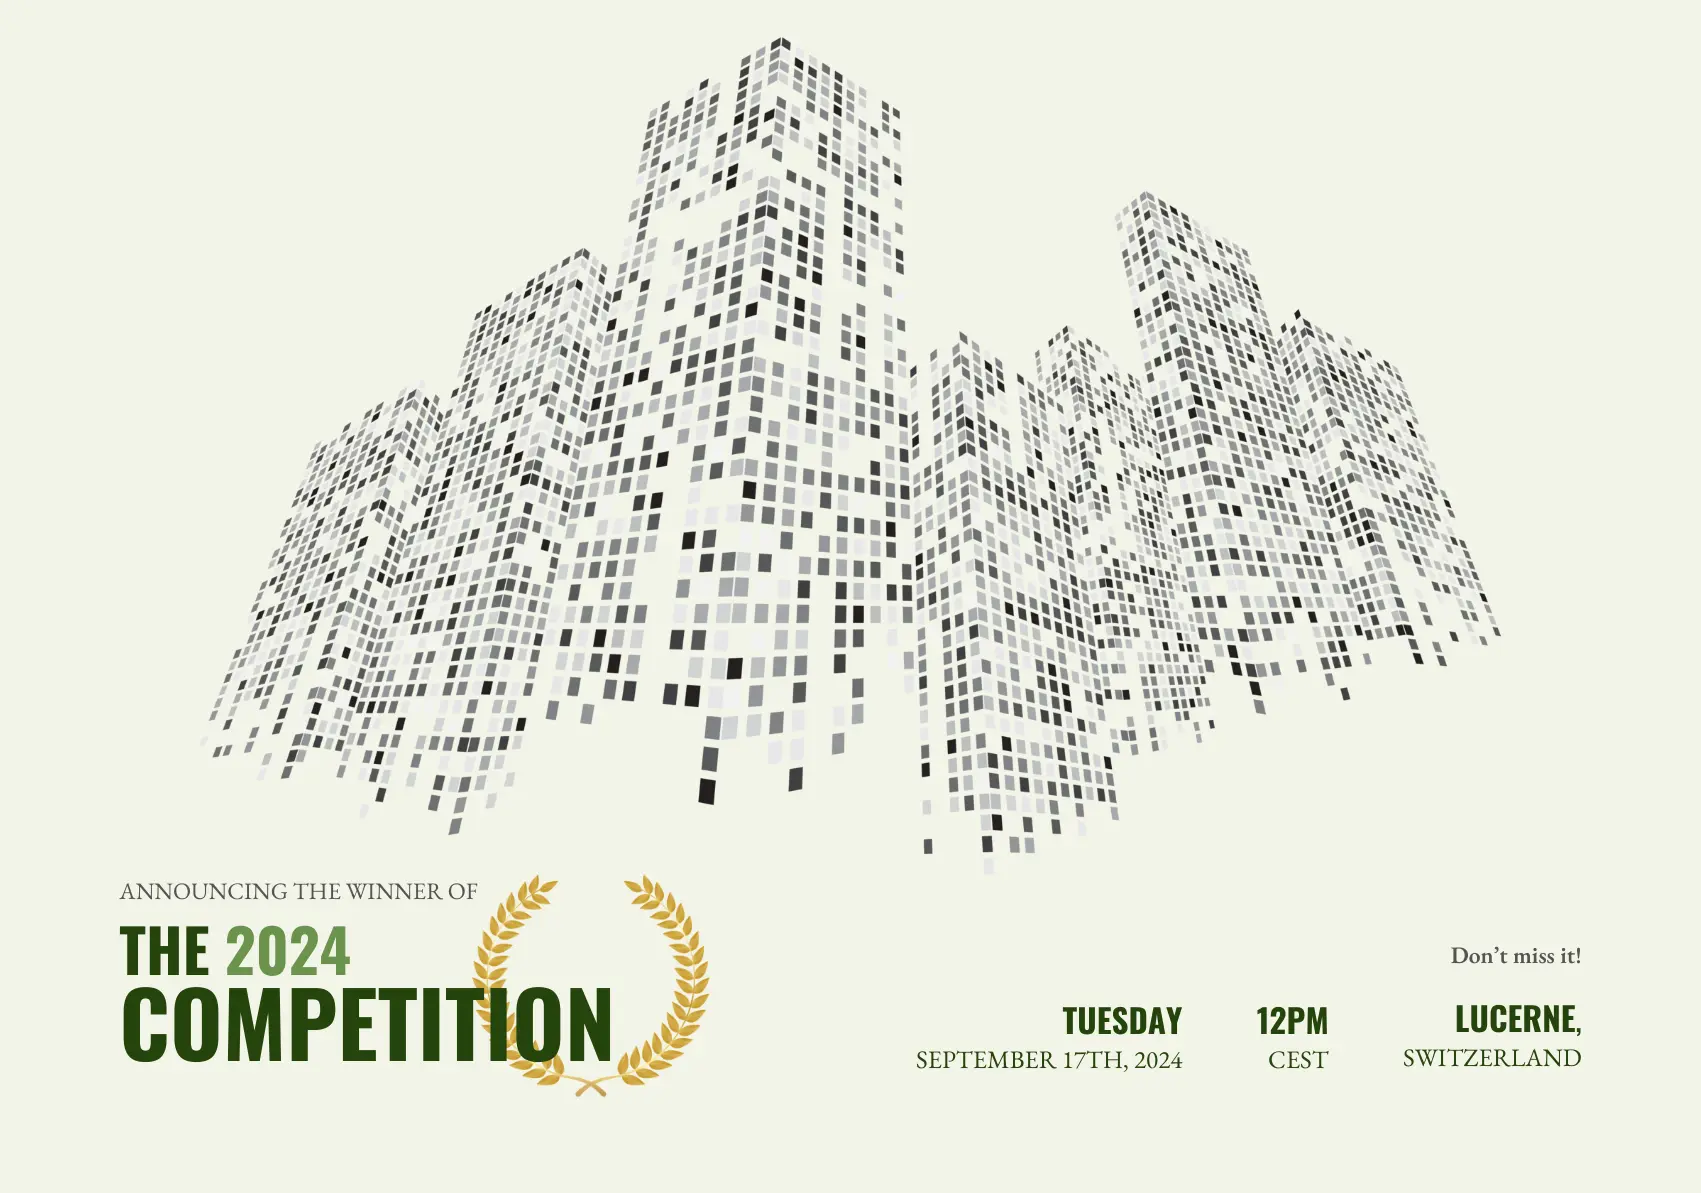 ANNOUNCING THE WINNER OF
THE 2024
COMPETITION
Don’t miss it!
TUESDAY
SEPTEMBER 17TH, 2024
12PM
CEST
LUCERNE,
SWITZERLAND